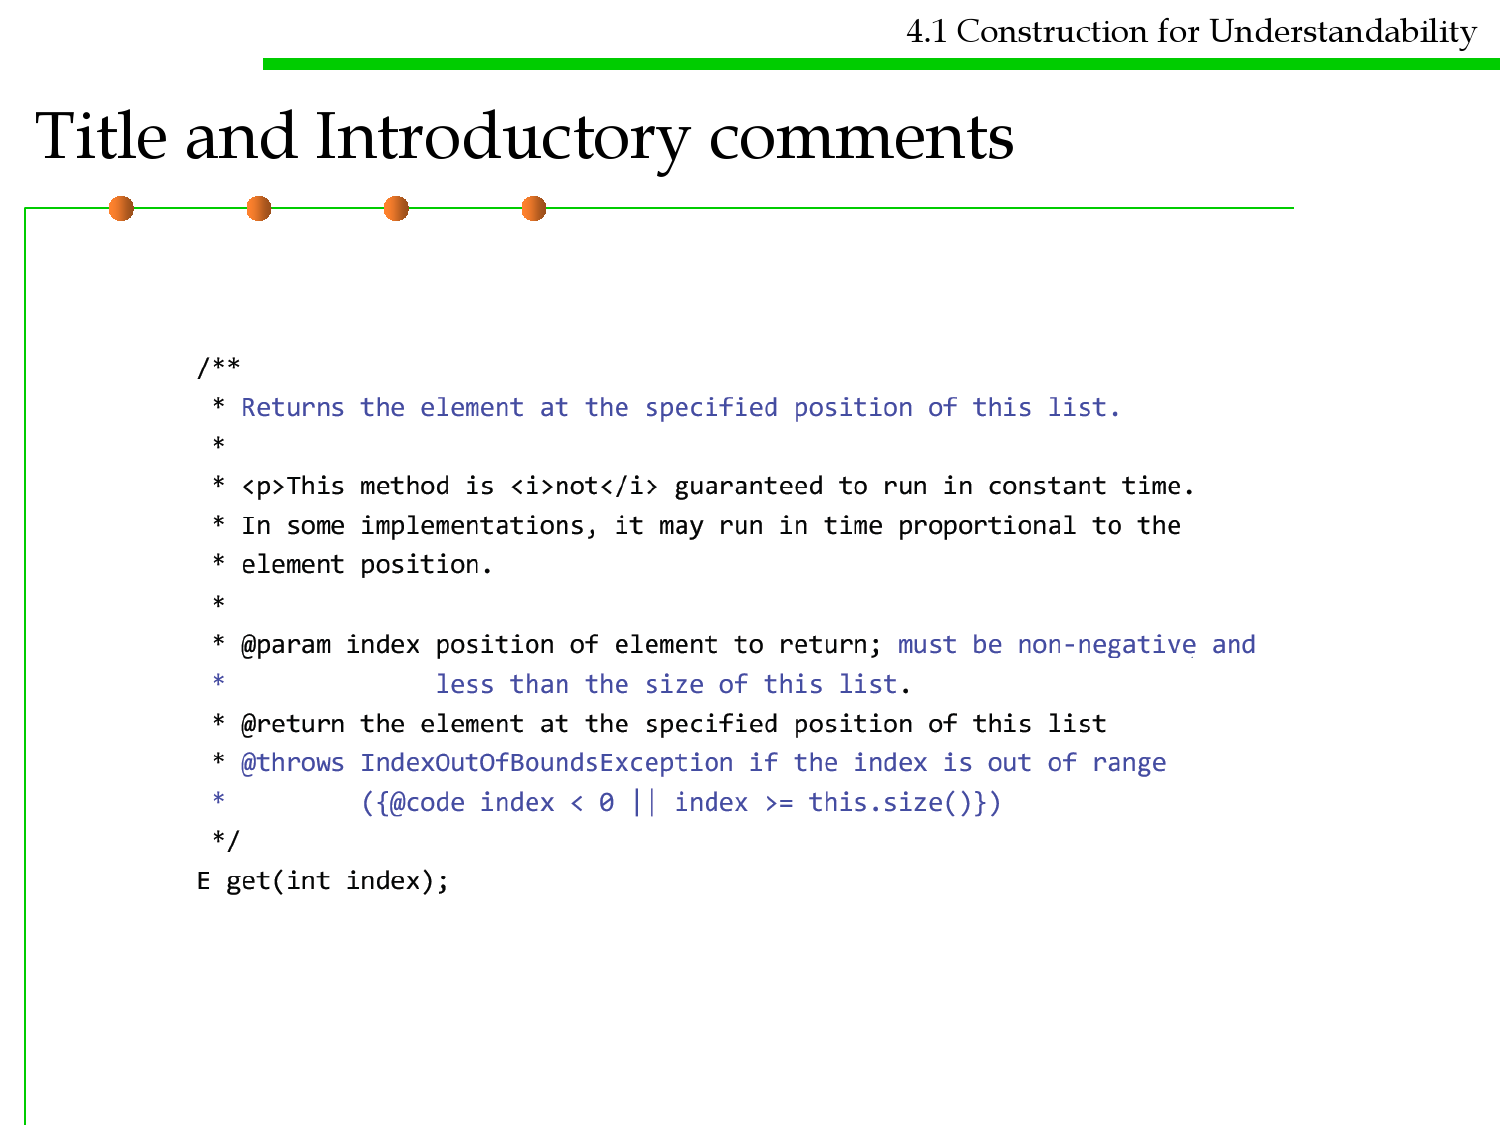 4.1 Construction for Understandability
Title and Introductory comments
/**
 * Returns the element at the specified position of this list.
 *
 * <p>This method is <i>not</i> guaranteed to run in constant time.
 * In some implementations, it may run in time proportional to the
 * element position.
 *
 * @param index position of element to return; must be non-negative and
 *              less than the size of this list.
 * @return the element at the specified position of this list
 * @throws IndexOutOfBoundsException if the index is out of range
 *         ({@code index < 0 || index >= this.size()})
 */
E get(int index);